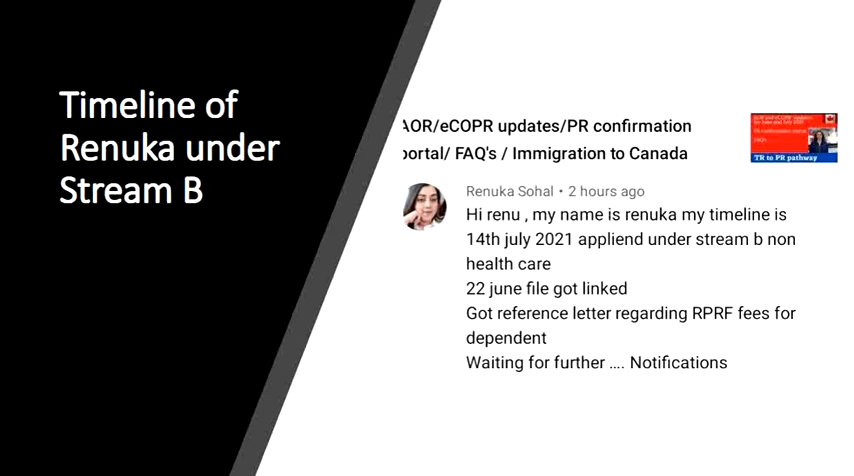 Timeline of
Renuka under
Stream B
AOR/eCOPR updates/PR confirmation
portal/ FAQ's / Immigration to Canada
TR to PR pathway
Renuka Sohal • 2 hours ago
Hi renu , my name is renuka my timeline is
14th july 2021 appliend under stream b non
health care
22 june file got linked
Got reference letter regarding RPRF fees for
dependent
Waiting for further .... Notifications